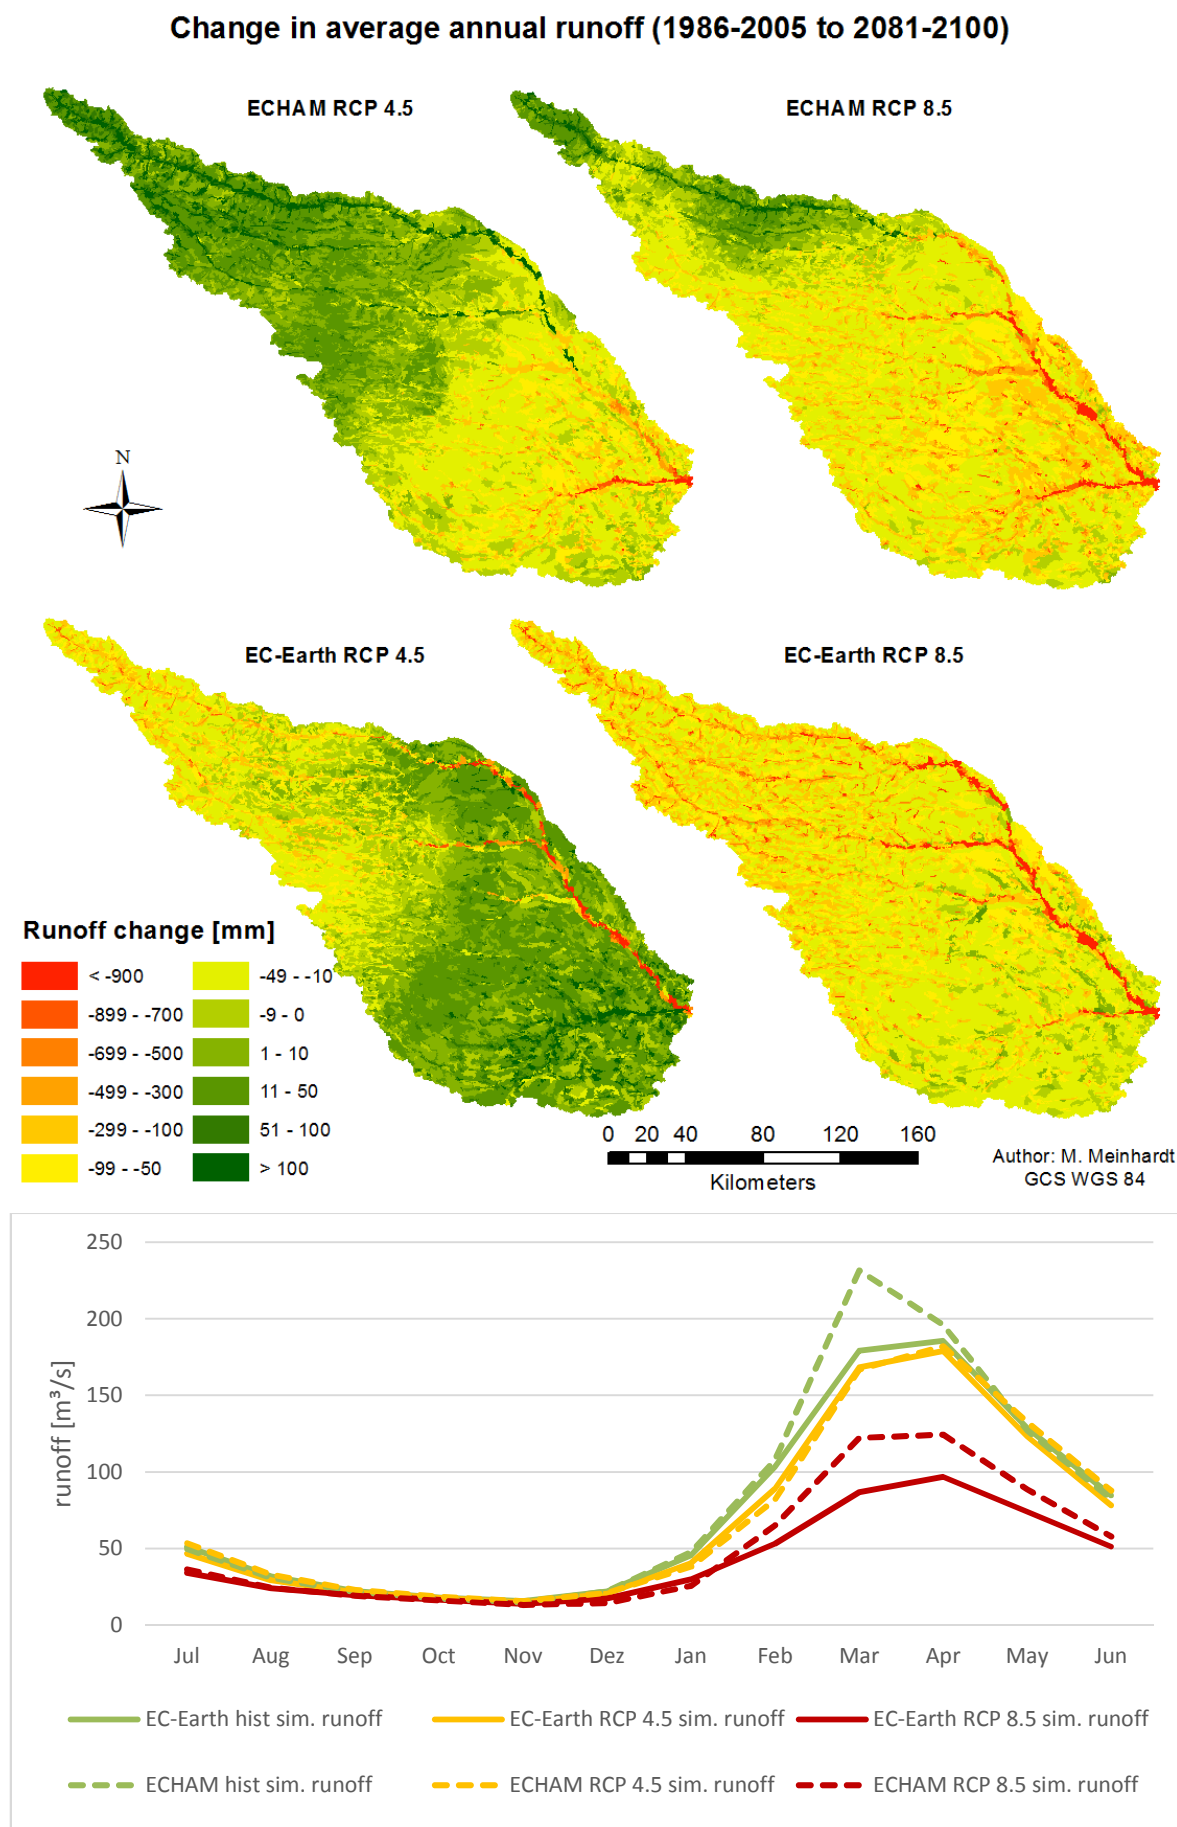 Change in average annual runoff (1986-2005 to 2081-2100)
ECHAM RCP 4.5
ECHAM RCP 8.5
N
EC-Earth RCP 4.5
EC-Earth RCP 8.5
Runoff change [mm]
< -900
-899 - -700
-699 - -500
-499 - -300
-299 - -100
-99 - -50
-49 - -10
-9 - 0
1 - 10
11 - 50
51 - 100
> 100
0 20 40 80 120 160
Kilometers
Author: M. Meinhardt
GCS WGS 84
250
200
150
100
50
0
runoff [m³/s]
Jul Aug Sep Oct Nov Dez Jan Feb Mar Apr May Jun
EC-Earth hist sim. runoff
EC-Earth RCP 4.5 sim. runoff
EC-Earth RCP 8.5 sim. runoff
ECHAM hist sim. runoff
ECHAM RCP 4.5 sim. runoff
ECHAM RCP 8.5 sim. runoff